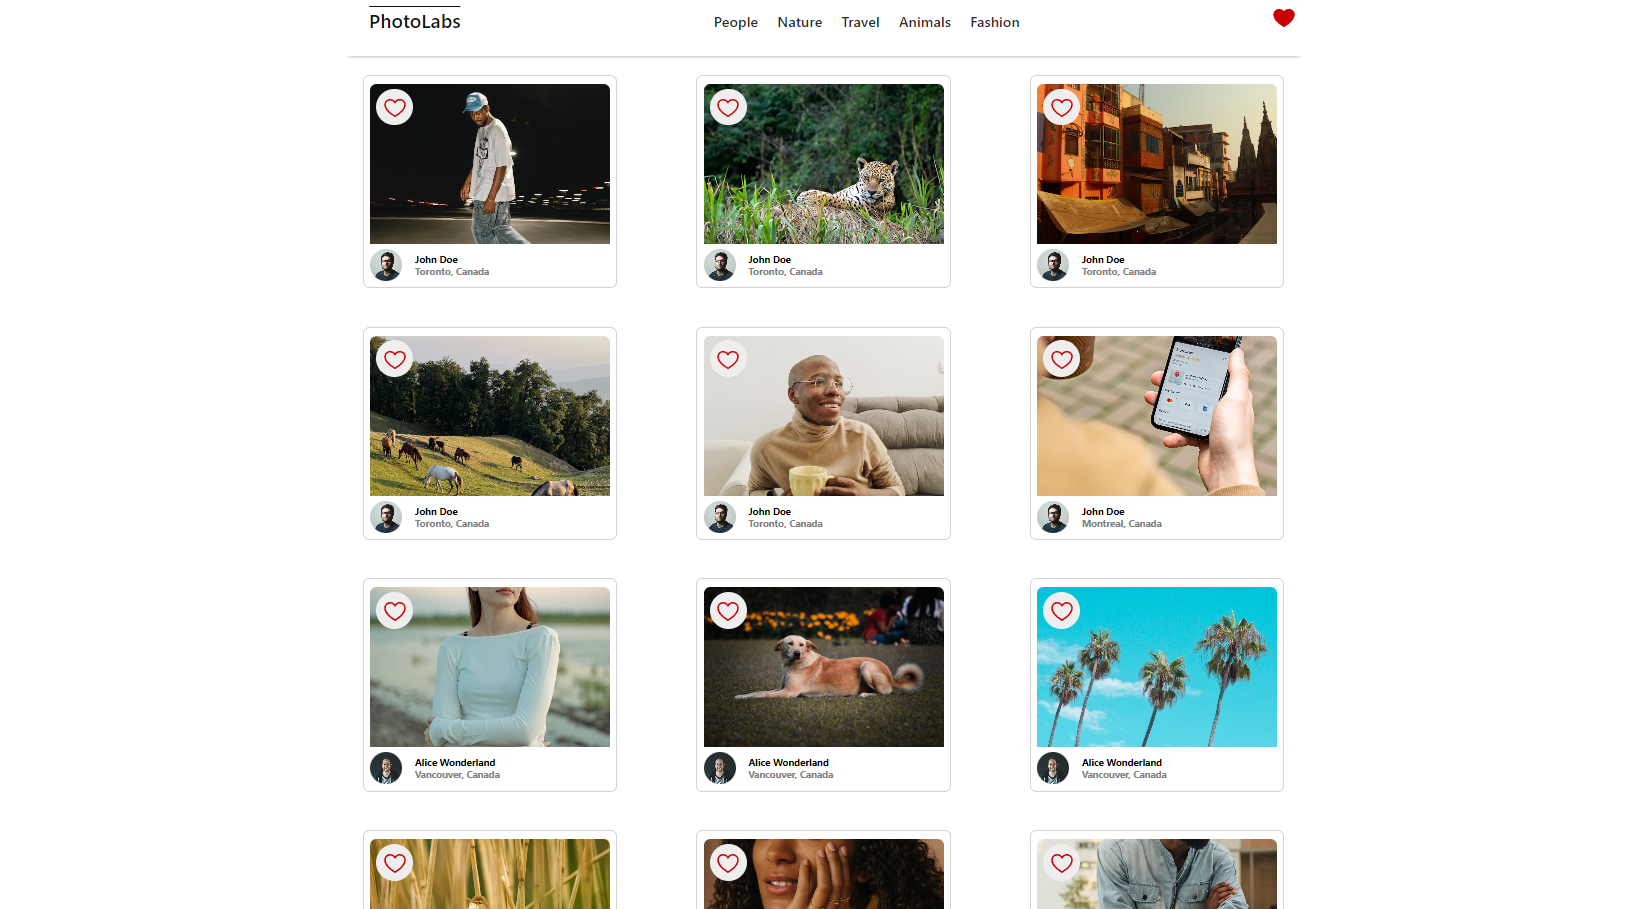 PhotoLabs
People Nature Travel Animals Fashion
John Doe
Toronto, Canada
John Doe
Toronto, Canada
John Doe
Toronto, Canada
John Doe
Toronto, Canada
John Doe
Toronto, Canada
John Doe
Montreal, Canada
Alice Wonderland
Vancouver, Canada
Alice Wonderland
Vancouver, Canada
Alice Wonderland
Vancouver, Canada